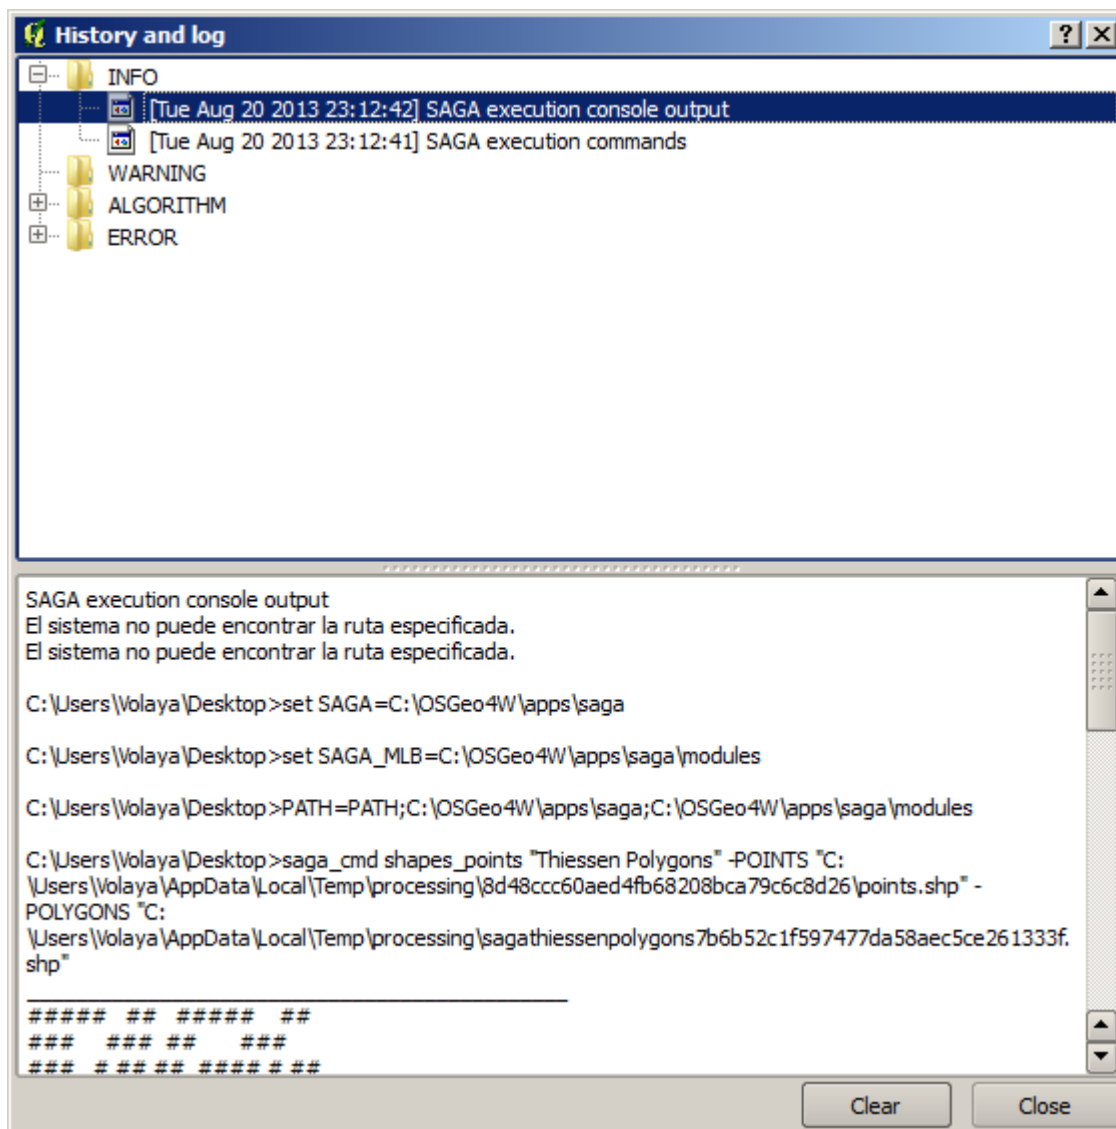 History and log
INFO
[Tue Aug 20 2013 23:12:42] SAGA execution console output
[Tue Aug 20 2013 23:12:41] SAGA execution commands
WARNING
ALGORITHM
ERROR
SAGA execution console output
El sistema no puede encontrar la ruta especificada.
El sistema no puede encontrar la ruta especificada.
C:\Users\Volaya\Desktop>set SAGA=C:\OSGeo4W\apps\saga
C:\Users\Volaya\Desktop>set SAGA_MLB=C:\OSGeo4W\apps\saga\modules
C:\Users\Volaya\Desktop>PATH=PATH;C:\OSGeo4W\apps\saga;C:\OSGeo4W\apps\saga\modules
C:\Users\Volaya\Desktop>saga_cmd shapes_points "Thiessen Polygons" -POINTS "C:
\Users\Volaya\AppData\Local\Temp\processing\8d48ccc60aed4fb68208bca79c6c8d26\points.shp" -
POLYGONS "C:
\Users\Volaya\AppData\Local\Temp\processing\sagathiessenpolygons7b6b52c1f597477da58aec5ce261333f.
shp"
_____________________________________________
##### ## ##### ##
### ### ## ###
### # ## ## #### # ##
Clear
Close